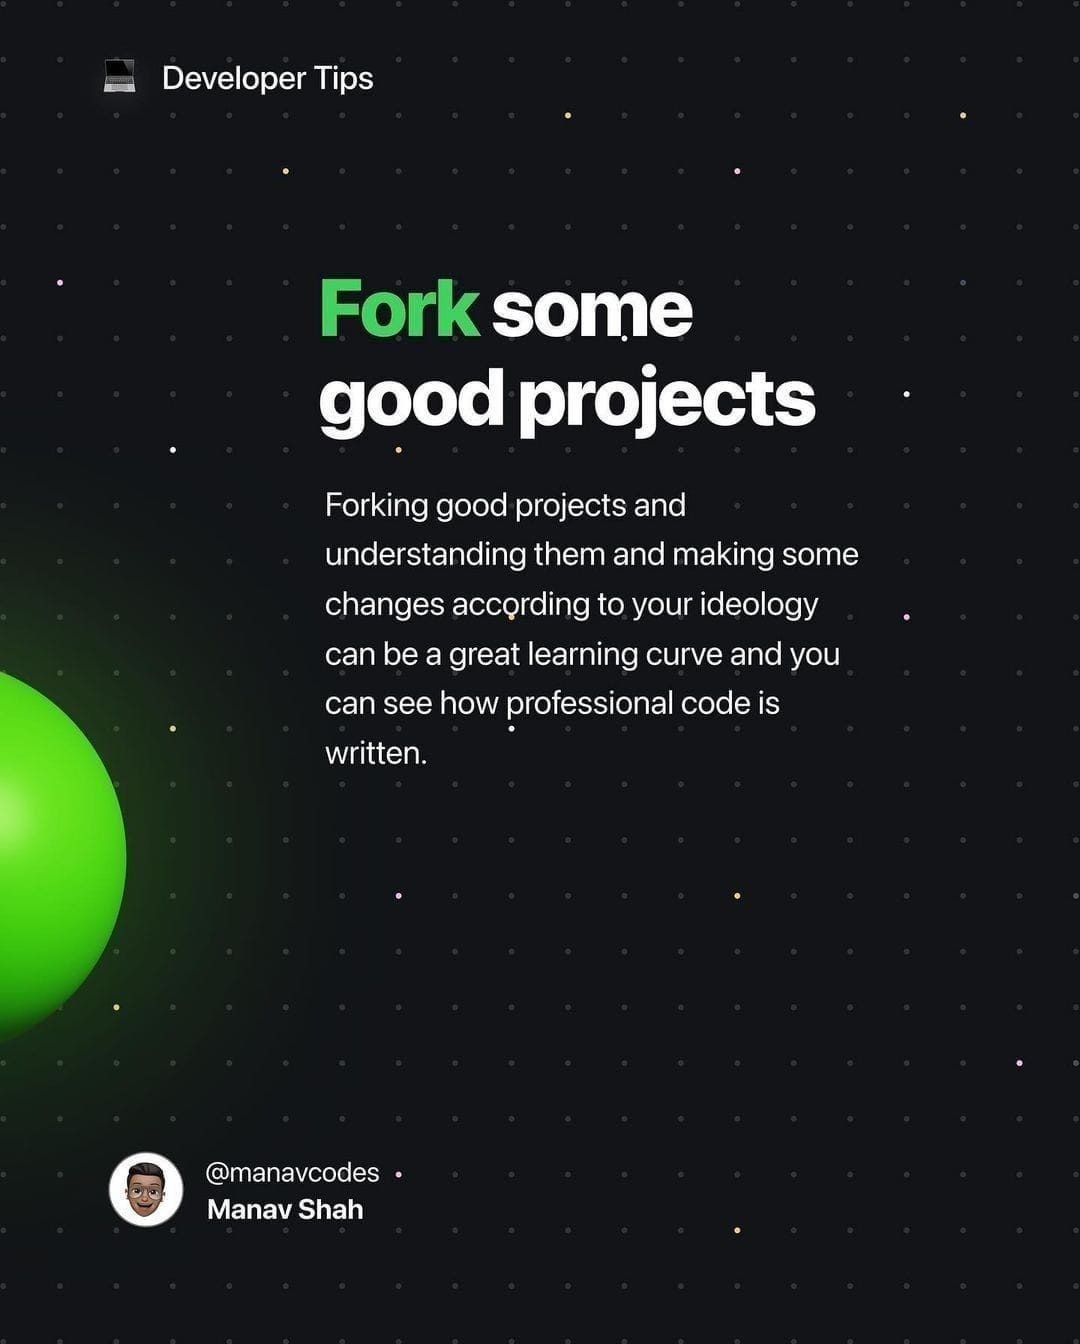 Developer Tips
Fork some
good projects
Forking good projects and
understanding them and making some
changes according to your ideology
can be a great learning curve and you
can see how professional code is
written.
@manavcodes
Manav Shah